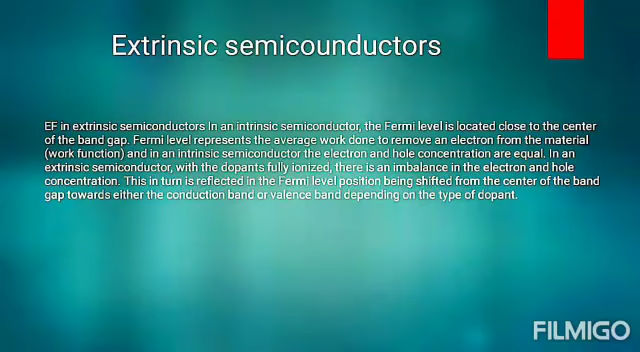 Extrinsic semicounductors
EF in extrinsic semiconductors In an intrinsic semiconductor, the Fermi level is located close to the center
of the band gap. Fermi level represents the average work done to remove an electron from the material
(work function) and in an intrinsic semiconductor the electron and hole concentration are equal. In an
extrinsic semiconductor, with the dopants fully ionized, there is an imbalance in the electron and hole
concentration. This in turn is reflected in the Fermi level position being shifted from the center of the band
gap towards either the conduction band or valence band depending on the type of dopant.
FILMIGO